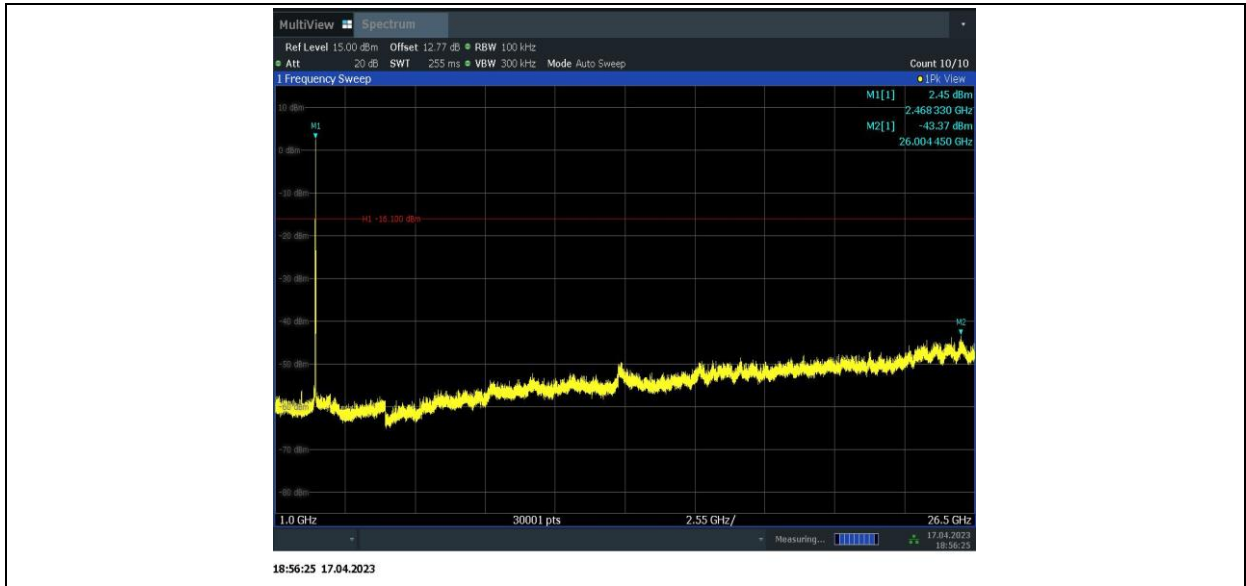 MultiView Spectrum
Ref Level 15.00 dBm Offset 12.77 dB RBW 100 kHz
Att 20 dB SWT 255 ms VBW 300 kHz Mode Auto Sweep Count 10/10
1 Frequency Sweep 1Pk View
M1[1] 2.45 dBm
2.468 330 GHz
M2[1] -43.37 dBm
26.004 450 GHz
10 dBm
M1
0 dBm
-10 dBm
H1 -16.100 dBm
-20 dBm
-30 dBm
-40 dBm
M2
-50 dBm
-60 dBm
-70 dBm
-80 dBm
1.0 GHz 30001 pts 2.55 GHz/ 26.5 GHz
Measuring... 17.04.2023
18:56:25
18:56:25 17.04.2023